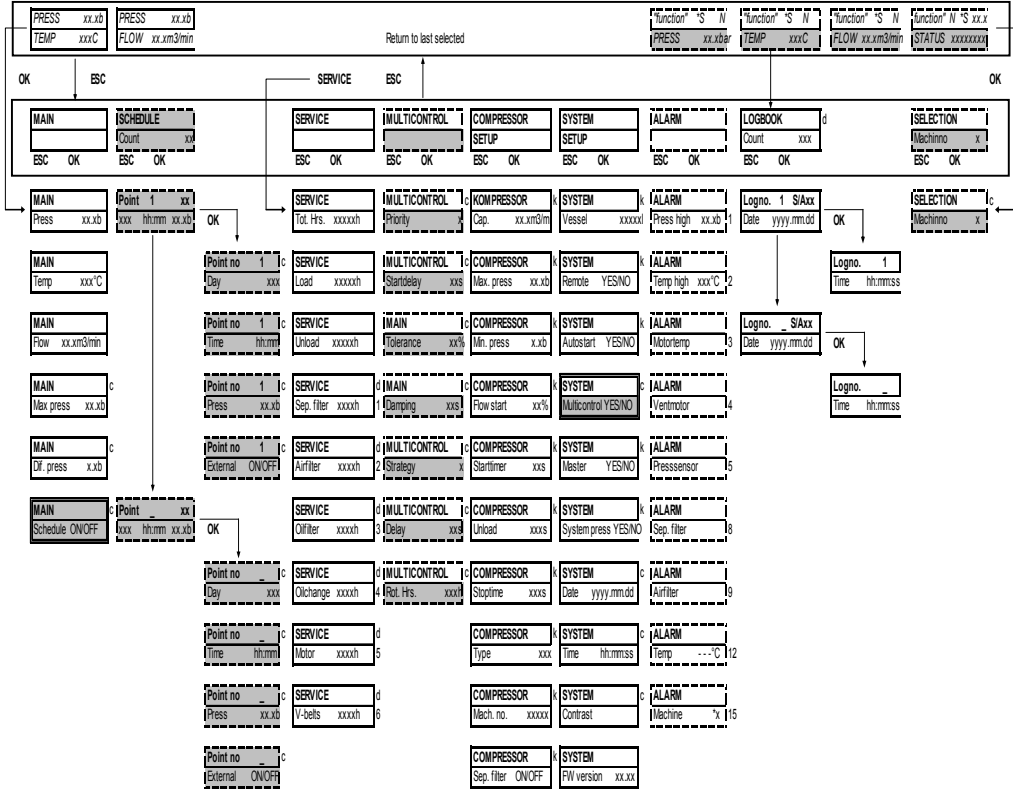 PRESS xx.xb PRESS xx.xb "function" *S N "function" *S N "function" *S N function" N *S xx.x
TEMP xxxC FLOW xx.xm3/min Return to last selected PRESS xx.xbar TEMP xxxC FLOW xx.xm3/min STATUS xxxxxxxx
OK ESC SERVICE ESC OK
MAIN SCHEDULE SERVICE MULTICONTROL COMPRESSOR SYSTEM ALARM LOGBOOK d SELECTION
Count xx SETUP SETUP Count xxx Machinno x
ESC OK ESC OK ESC OK ESC OK ESC OK ESC OK ESC OK ESC OK ESC OK
MAIN Point 1 xx SERVICE MULTICONTROL c KOMPRESSOR k SYSTEM k ALARM Logno. 1 S/Axx SELECTION c
Press xx.xb xxx hh:mm xx.xb OK Tot. Hrs. xxxxxh Priority x Cap. xx.xm3/m Vessel xxxxxl Press high xx.xb 1 Date yyyy.mm.dd OK Machinno x
MAIN Point no 1 c SERVICE MULTICONTROL c COMPRESSOR k SYSTEM k ALARM Logno. 1
Temp xxx°C Day xxx Load xxxxxh Startdelay xxs Max. press xx.xb Remote YES/NO Temp high xxx°C 2 Time hh:mm:ss
MAIN Point no 1 c SERVICE MAIN c COMPRESSOR k SYSTEM k ALARM Logno. _ S/Axx
Flow xx.xm3/min Time hh:mm Unload xxxxxh Tolerance xx% Min. press x.xb Autostart YES/NO Motortemp 3 Date yyyy.mm.dd OK
MAIN c Point no 1 c SERVICE d MAIN c COMPRESSOR k SYSTEM c ALARM Logno. _
Max press xx.xb Press xx.xb Sep. filter xxxxh 1 Damping xxs Flow start xx% Multicontrol YES/NO Ventmotor 4 Time hh:mm:ss
MAIN c Point no 1 c SERVICE d MULTICONTROL c COMPRESSOR k SYSTEM k ALARM
Dif. press x.xb External ON/OFF Airfilter xxxxh 2 Strategy x Starttimer xxs Master YES/NO Presssensor 5
MAIN c Point _ xx SERVICE d MULTICONTROL c COMPRESSOR k SYSTEM k ALARM
Schedule ON/OFF xxx hh:mm xx.xb OK Oilfilter xxxxh 3 Delay xxs Unload xxxs System press YES/NO Sep. filter 8
Point no _ c SERVICE d MULTICONTROL c COMPRESSOR k SYSTEM c ALARM
Day xxx Oilchange xxxxh 4 Rot. Hrs. xxxh Stoptime xxxs Date yyyy.mm.dd Airfilter 9
Point no _ c SERVICE d COMPRESSOR k SYSTEM c ALARM
Time hh:mm Motor xxxxh 5 Type xxx Time hh:mm:ss Temp ---°C 12
Point no _ c SERVICE d COMPRESSOR k SYSTEM c ALARM
Press xx.xb V-belts xxxxh 6 Mach. no. xxxxx Contrast Machine *x 15
Point no _ c COMPRESSOR k SYSTEM
External ON/OFF Sep. filter ON/OFF FW version xx.xx